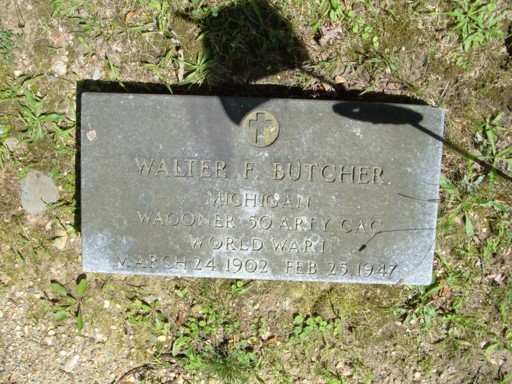 WALTER F. BUTCHER
MICHIGAN
WAGONER 50 ARTY CAC
WORLD WAR I
MARCH 24 1902 FEB 25 1947